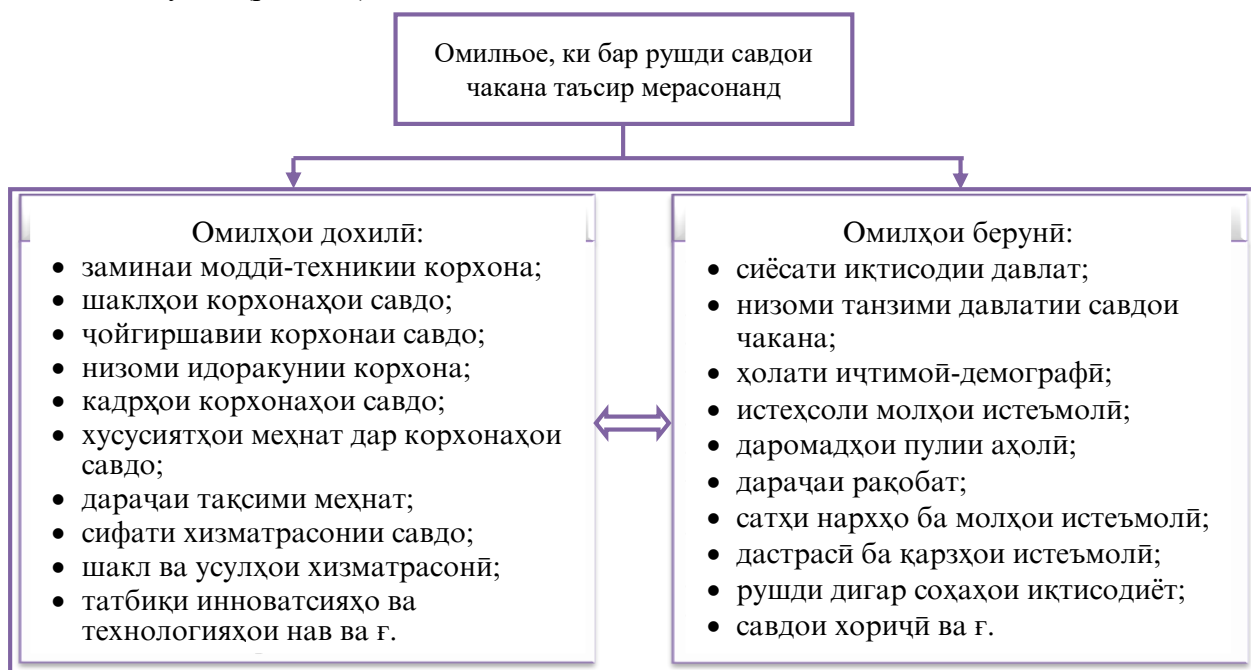 Омилњое, ки бар рушди савдои
чакана таъсир мерасонанд
Омилҳои дохилӣ:
• заминаи моддӣ-техникии корхона;
• шаклҳои корхонаҳои савдо;
• ҷойгиршавии корхонаи савдо;
• низоми идоракунии корхона;
• кадрҳои корхонаҳои савдо;
• хусусиятҳои меҳнат дар корхонаҳои
савдо;
• дараҷаи тақсими меҳнат;
• сифати хизматрасонии савдо;
• шакл ва усулҳои хизматрасонӣ;
• татбиқи инноватсияҳо ва
технологияҳои нав ва ғ.
Омилҳои берунӣ:
• сиёсати иқтисодии давлат;
• низоми танзими давлатии савдои
чакана;
• ҳолати иҷтимоӣ-демографӣ;
• истеҳсоли молҳои истеъмолӣ;
• даромадҳои пулии аҳолӣ;
• дараҷаи рақобат;
• сатҳи нархҳо ба молҳои истеъмолӣ;
• дастрасӣ ба қарзҳои истеъмолӣ;
• рушди дигар соҳаҳои иқтисодиёт;
• савдои хориҷӣ ва ғ.